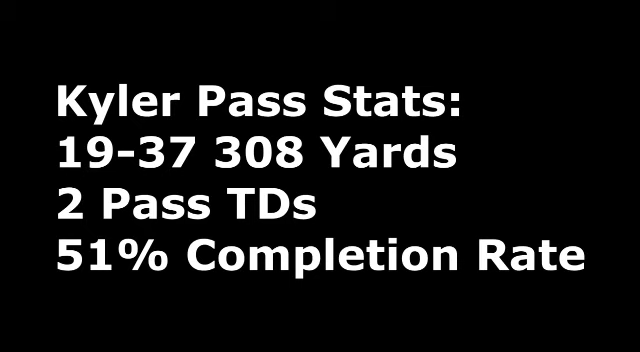 Kyler Pass Stats:
19-37 308 Yards
2 Pass TDs
51% Completion Rate